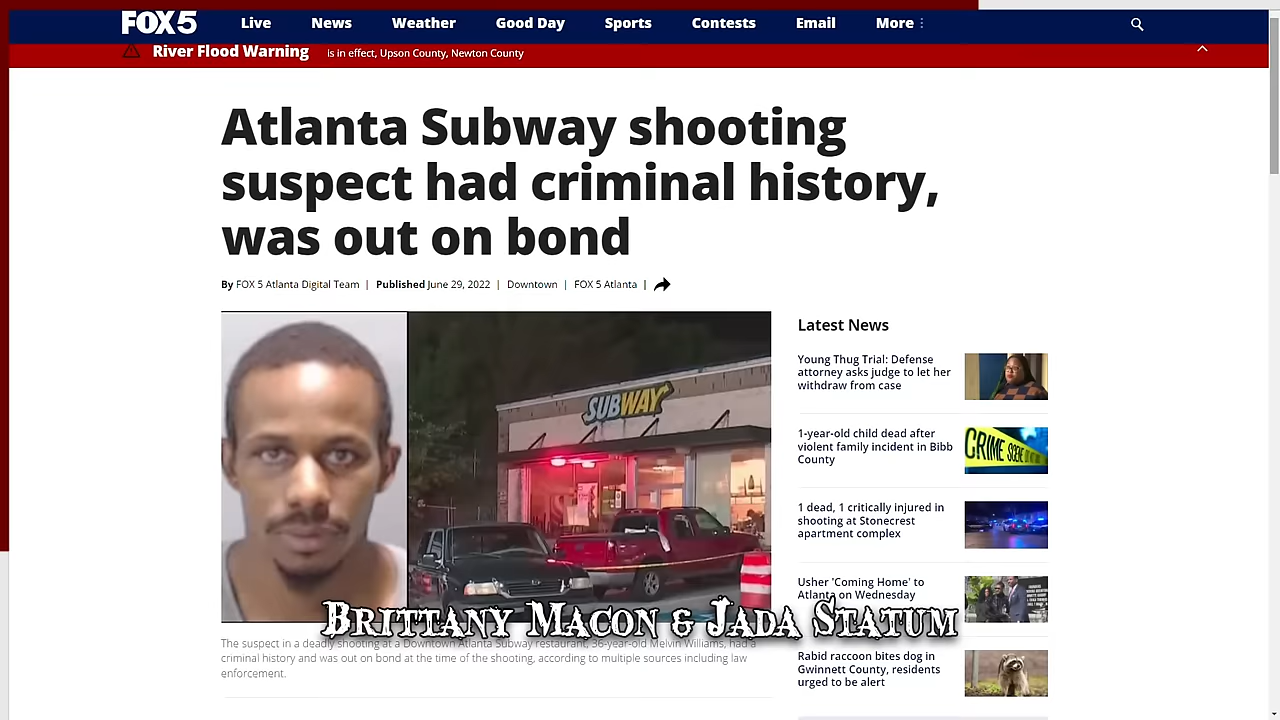 FOX 5 Live News Weather Good Day Sports Contests Email More
River Flood Warning Is in effect, Upson County, Newton County
Atlanta Subway shooting
suspect had criminal history,
was out on bond
By FOX 5 Atlanta Digital Team | Published June 29, 2022 | Downtown | FOX 5 Atlanta |
SUBWAY
BRITTANY MACON & JADA STATUM
The suspect in a deadly shooting at a Downtown Atlanta Subway restaurant, 36-year-old Melvin Williams, had a
criminal history and was out on bond at the time of the shooting, according to multiple sources including law
enforcement.
Latest News
Young Thug Trial: Defense
attorney asks judge to let her
withdraw from case
1-year-old child dead after
violent family incident in Bibb
County
CRIME SCENE
1 dead, 1 critically injured in
shooting at Stonecrest
apartment complex
Usher 'Coming Home' to
Atlanta on Wednesday
Rabid raccoon bites dog in
Gwinnett County, residents
urged to be alert